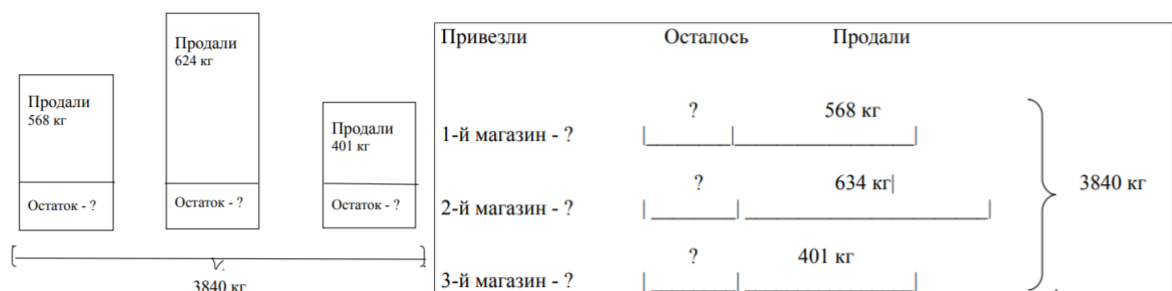 Продали
624 кг
Продали
568 кг
Продали
401 кг
Остаток - ?
Остаток - ?
Остаток - ?
3840 кг
Привезли Осталось Продали
? 568 кг
1-й магазин - ?
? 634 кг
2-й магазин - ?
3840 кг
? 401 кг
3-й магазин - ?